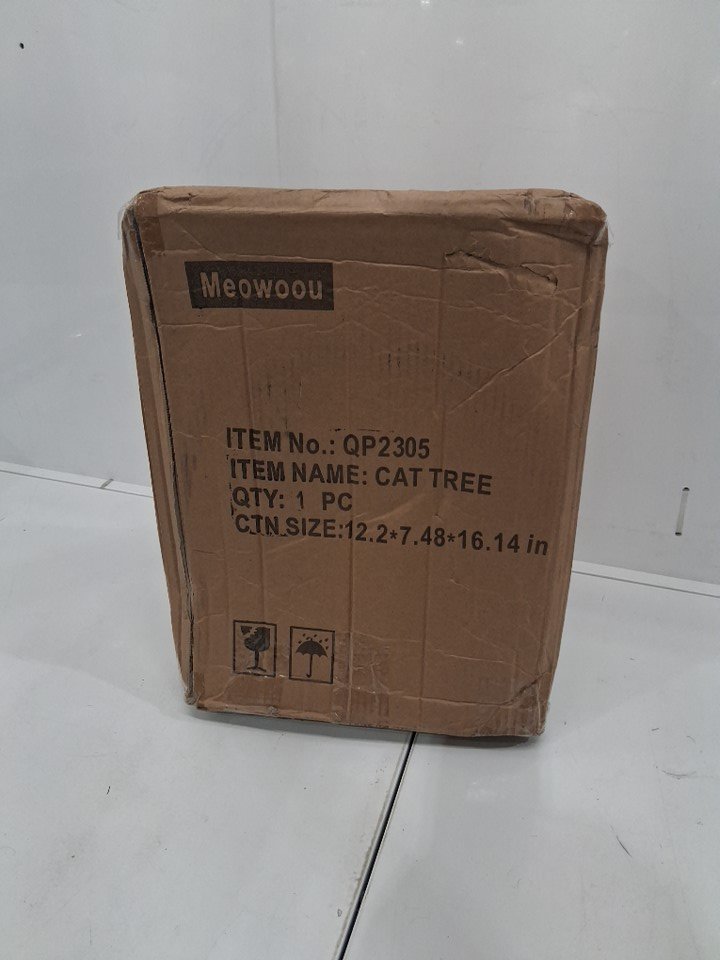 Meowoou
ITEM No.: QP2305
ITEM NAME: CAT TREE
QTY: 1 PC
CTN SIZE:12.2*7.48*16.14 in